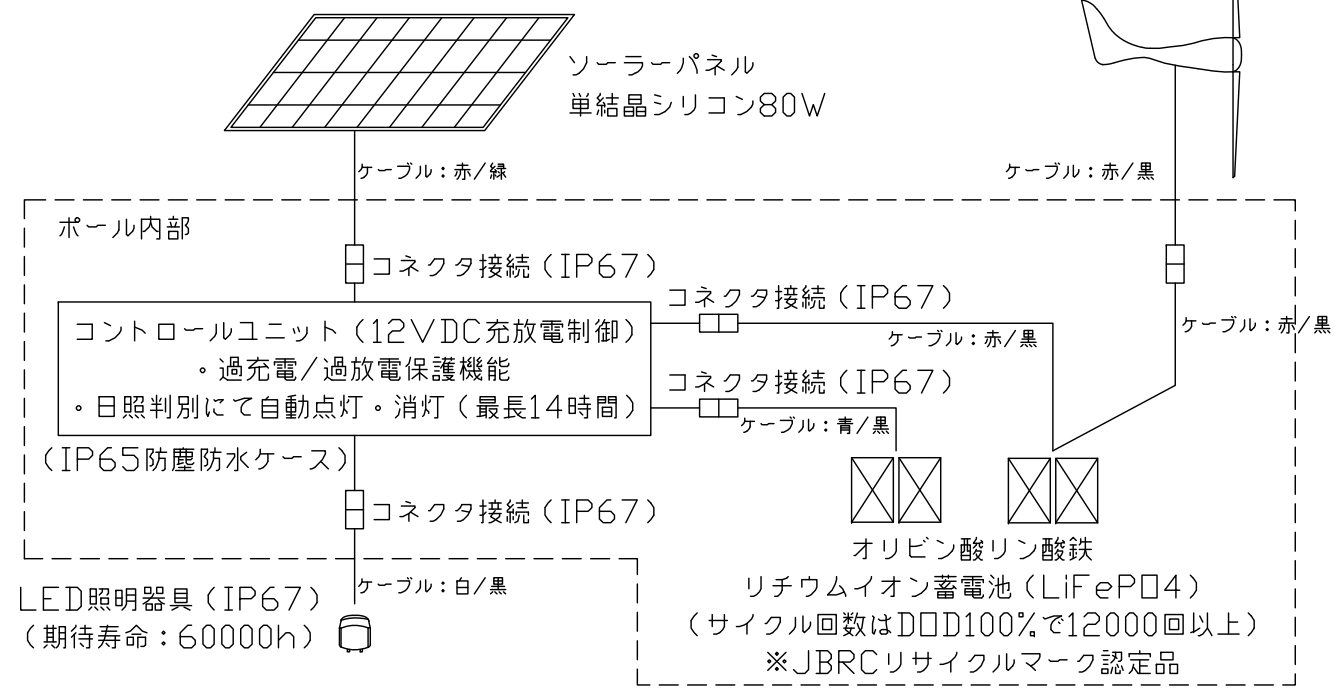 ソーラーパネル
単結晶シリコン80W
ケーブル：赤/緑
ケーブル：赤/黒
ポール内部
コネクタ接続（IP67）
コネクタ接続（IP67）
ケーブル：赤/黒
ケーブル：赤/黒
コントロールユニット（12VDC充放電制御）
・過充電/過放電保護機能
・日照判別にて自動点灯・消灯（最長14時間）
コネクタ接続（IP67）
ケーブル：青/黒
（IP65防塵防水ケース）
コネクタ接続（IP67）
オリビン酸リン酸鉄
リチウムイオン蓄電池（LiFePO4）
（サイクル回数はDOD100%で12000回以上）
※JBRCリサイクルマーク認定品
ケーブル：白/黒
LED照明器具（IP67）
（期待寿命：60000h）